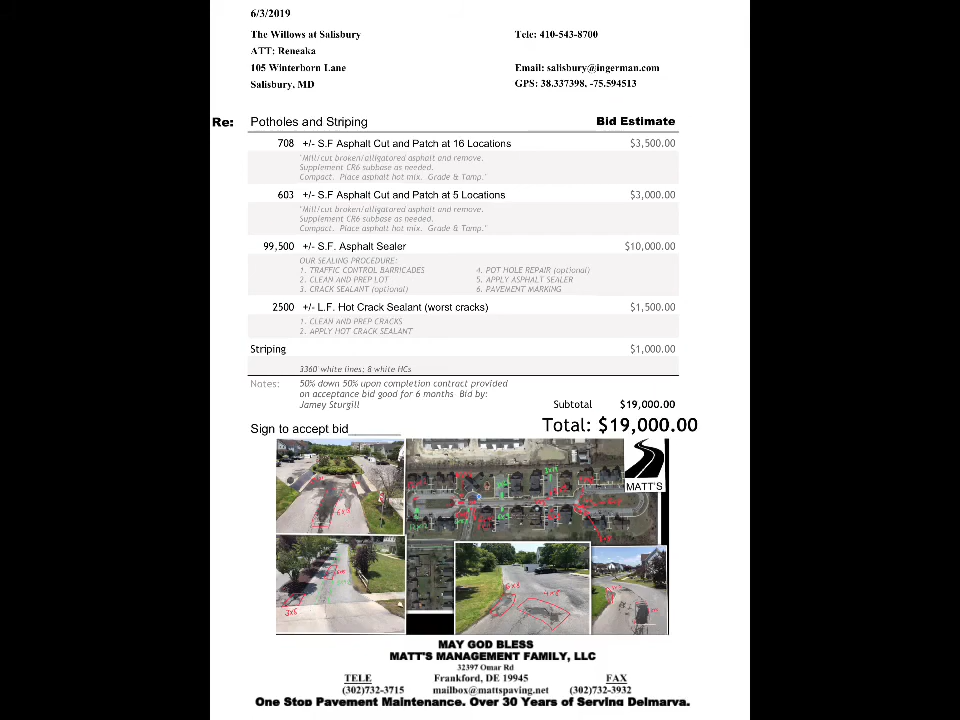 6/3/2019
The Willows at Salisbury Tele: 410-543-8700
ATT: Reneaka
105 Winterborn Lane Email: salisbury@ingerman.com
Salisbury, MD GPS: 38.337398, -75.594513
Re: Potholes and Striping Bid Estimate
708 +/- S.F Asphalt Cut and Patch at 16 Locations $3,500.00
"Mill/cut broken/alligatored asphalt and remove.
Supplement CR6 subbase as needed.
Compact. Place asphalt hot mix. Grade & Tamp."
603 +/- S.F Asphalt Cut and Patch at 5 Locations $3,000.00
"Mill/cut broken/alligatored asphalt and remove.
Supplement CR6 subbase as needed.
Compact. Place asphalt hot mix. Grade & Tamp."
99,500 +/- S.F. Asphalt Sealer $10,000.00
OUR SEALING PROCEDURE:
1. TRAFFIC CONTROL BARRICADES 4. POT HOLE REPAIR (optional)
2. CLEAN AND PREP LOT 5. APPLY ASPHALT SEALER
3. CRACK SEALANT (optional) 6. PAVEMENT MARKING
2500 +/- L.F. Hot Crack Sealant (worst cracks) $1,500.00
1. CLEAN AND PREP CRACKS
2. APPLY HOT CRACK SEALANT
Striping $1,000.00
3360' white lines; 8 white HCs
Notes: 50% down 50% upon completion contract provided
on acceptance bid good for 6 months Bid by:
Jamey Sturgill Subtotal $19,000.00
Total: $19,000.00
Sign to accept bid________
MATT'S
6x8
4x8
3x8
MAY GOD BLESS
MATT'S MANAGEMENT FAMILY, LLC
32397 Omar Rd
TELE Frankford, DE 19945 FAX
(302)732-3715 mailbox@mattspaving.net (302)732-3932
One Stop Pavement Maintenance. Over 30 Years of Serving Delmarva.